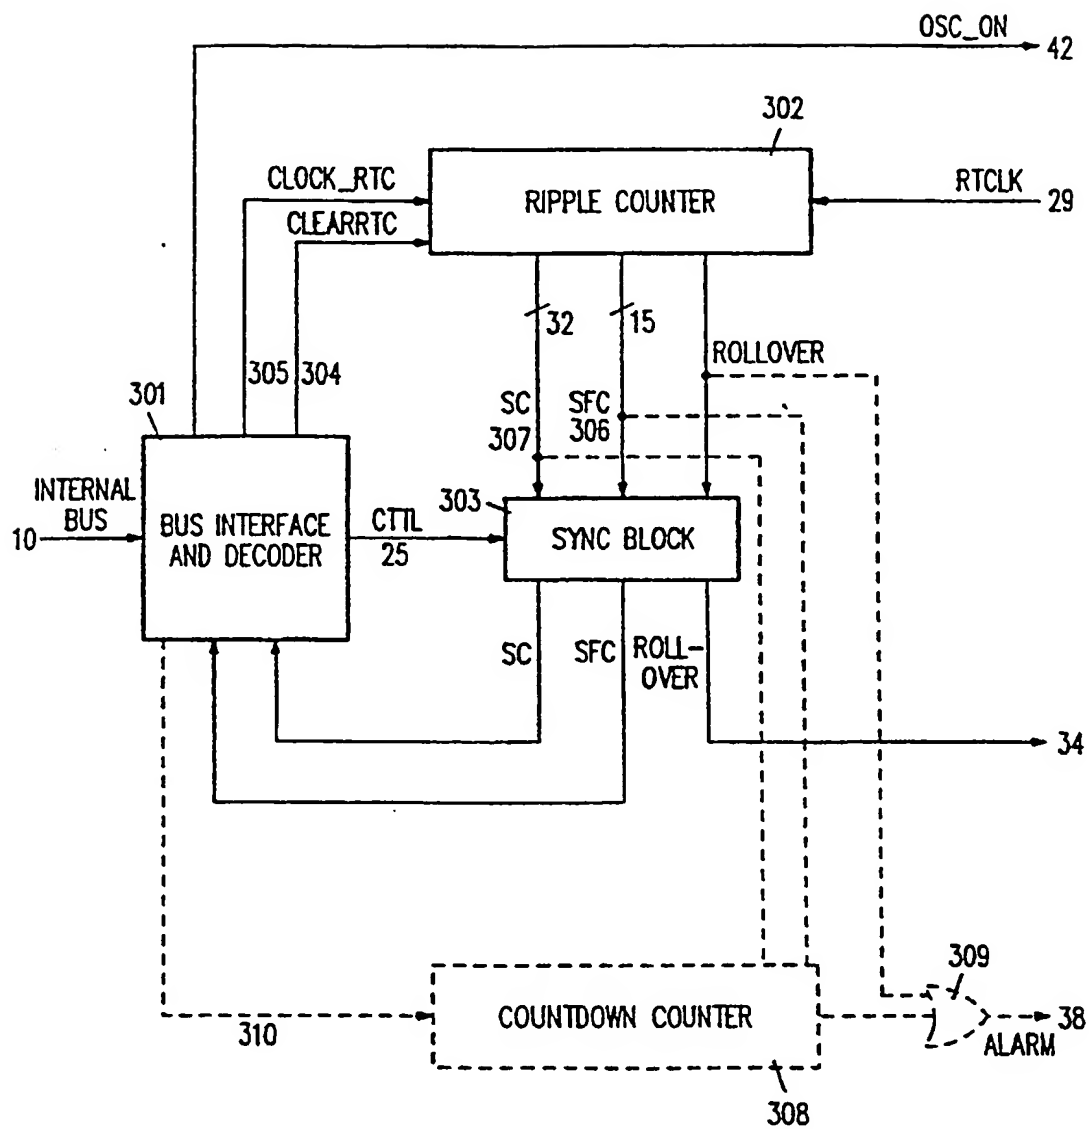 OSC_ON
42
302
CLOCK_RTC
RIPPLE COUNTER
RTCLK
29
CLEARRTC
32
15
305
304
ROLLOVER
301
SC
307
SFC
306
INTERNAL
BUS
10
303
BUS INTERFACE
AND DECODER
CTTL
25
SYNC BLOCK
SC
SFC
ROLL-
OVER
34
309
310
COUNTDOWN COUNTER
38
ALARM
308